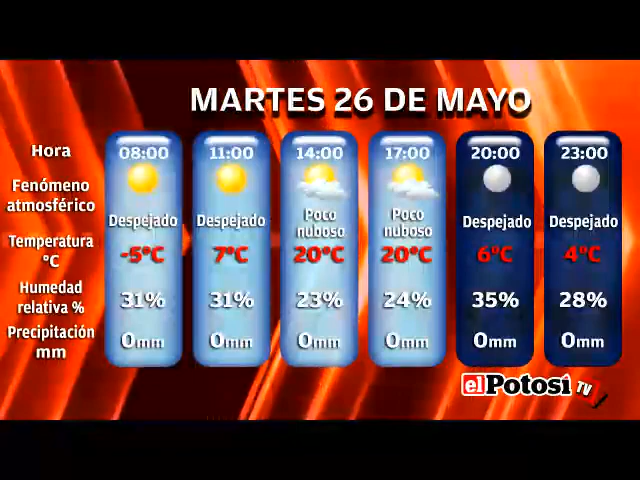 MARTES 26 DE MAYO
Hora 08:00 11:00 14:00 17:00 20:00 23:00
Fenómeno
atmosférico
Despejado Despejado Poco nuboso Poco nuboso Despejado Despejado
Temperatura
°C
-5°C 7°C 20°C 20°C 6°C 4°C
Humedad
relativa %
31% 31% 23% 24% 35% 28%
Precipitación
mm
0mm 0mm 0mm 0mm 0mm 0mm
el Potosí TV